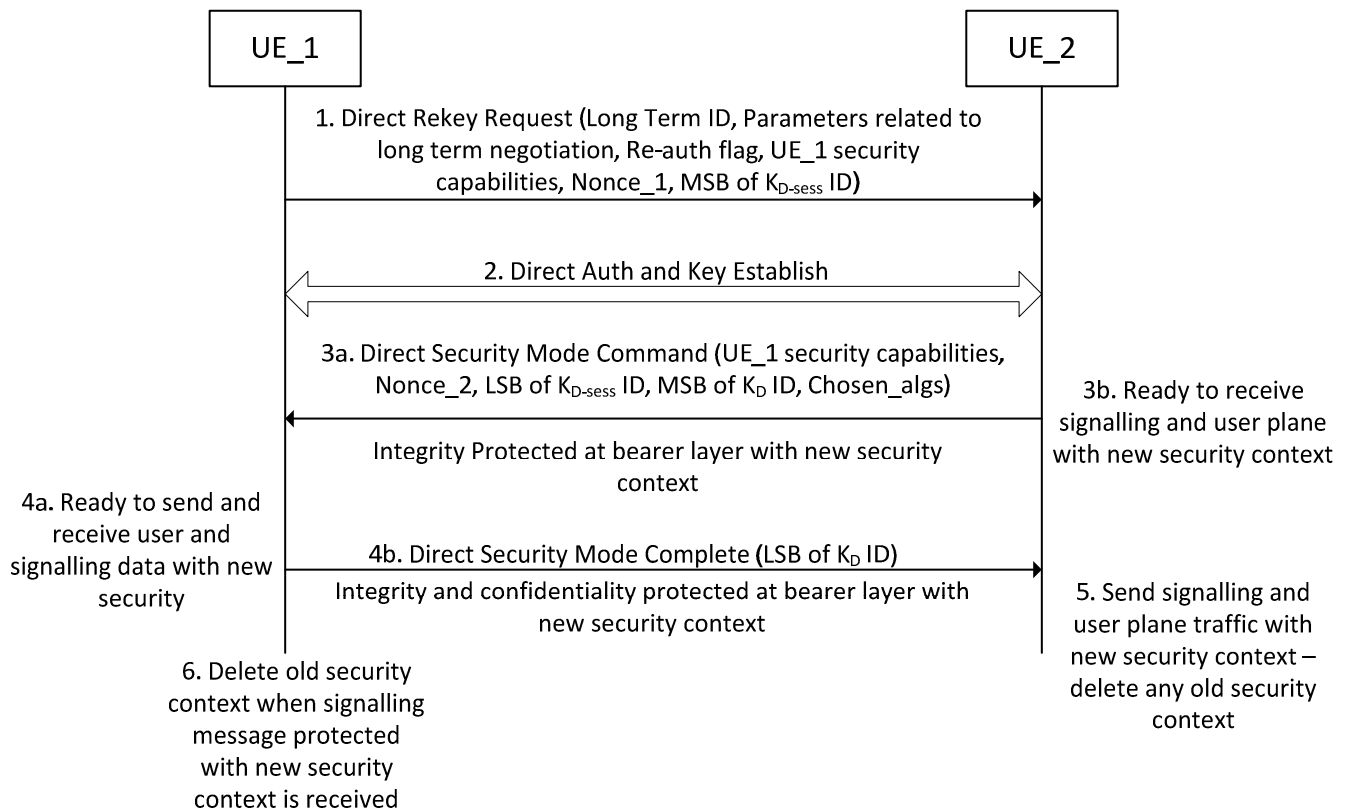 UE_1
UE_2
1. Direct Rekey Request (Long Term ID, Parameters related to
long term negotiation, Re-auth flag, UE_1 security
capabilities, Nonce_1, MSB of KD-sess ID)
2. Direct Auth and Key Establish
3a. Direct Security Mode Command (UE_1 security capabilities,
Nonce_2, LSB of KD-sess ID, MSB of KD ID, Chosen_algs)
Integrity Protected at bearer layer with new security
context
3b. Ready to receive
signalling and user plane
with new security context
4a. Ready to send and
receive user and
signalling data with new
security
4b. Direct Security Mode Complete (LSB of KD ID)
Integrity and confidentiality protected at bearer layer with
new security context
5. Send signalling and
user plane traffic with
new security context –
delete any old security
context
6. Delete old security
context when signalling
message protected
with new security
context is received